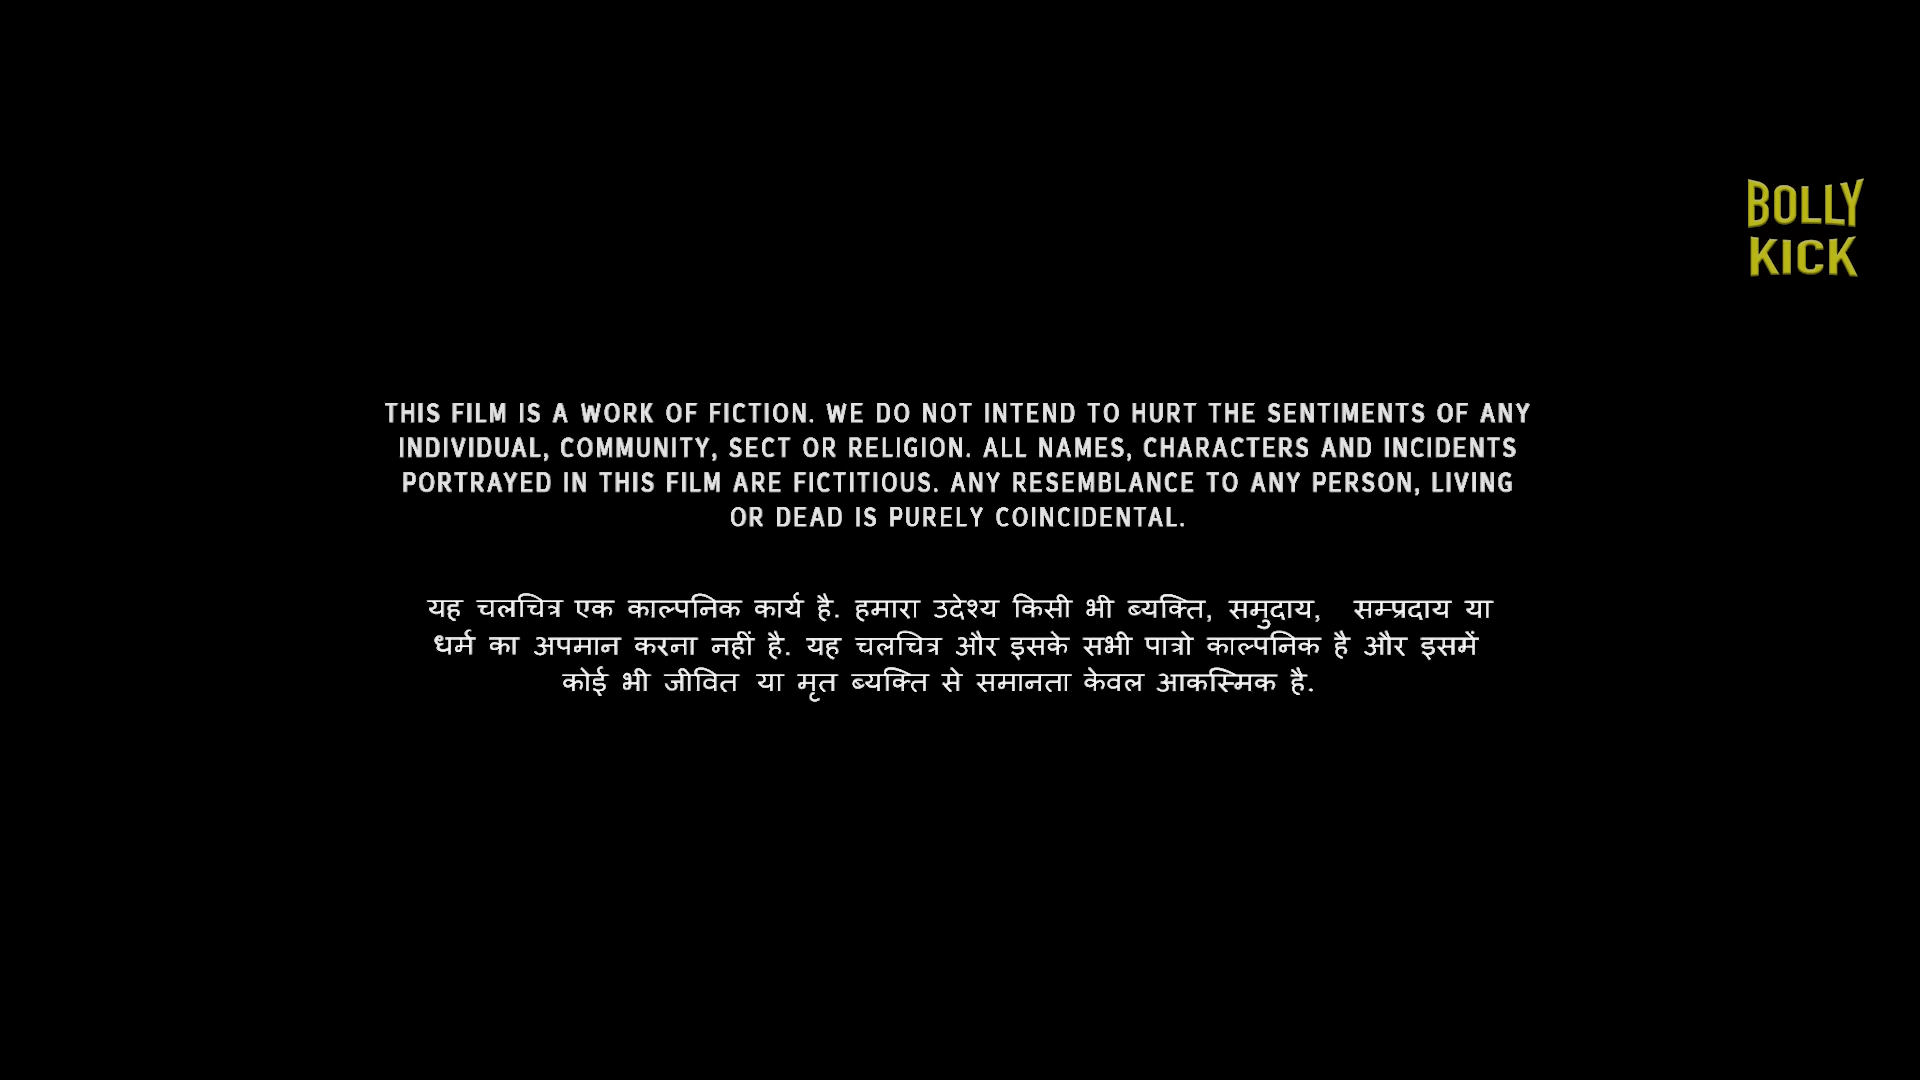 BOLLY
KICK
THIS FILM IS A WORK OF FICTION. WE DO NOT INTEND TO HURT THE SENTIMENTS OF ANY
INDIVIDUAL, COMMUNITY, SECT OR RELIGION. ALL NAMES, CHARACTERS AND INCIDENTS
PORTRAYED IN THIS FILM ARE FICTITIOUS. ANY RESEMBLANCE TO ANY PERSON, LIVING
OR DEAD IS PURELY COINCIDENTAL.
यह चलचित्र एक काल्पनिक कार्य है. हमारा उदेश्य किसी भी ब्यक्ति, समुदाय, सम्प्रदाय या
धर्म का अपमान करना नहीं है. यह चलचित्र और इसके सभी पात्रो काल्पनिक है और इसमें
कोई भी जीवित या मृत ब्यक्ति से समानता केवल आकस्मिक है.